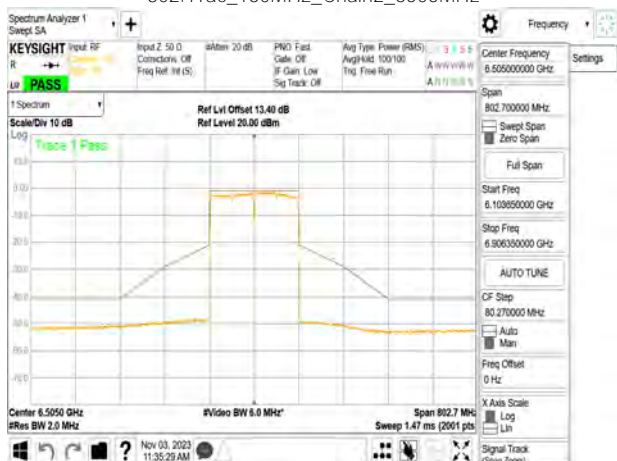 Spectrum Analyzer 1
Swept SA
Frequency
KEYSIGHT
R
PASS
Input: RF
Input Z: 50 Ω
Corrections: Off
Freq Ref: Int (S)
#Atten: 20 dB
PNO: Fast
Gate: Off
IF Gain: Low
Sig Track: Off
Avg Type: Power (RMS)
Avg|Hold: 100/100
Trig: Free Run
Settings
Center Frequency
6.505000000 GHz
Span
802.700000 MHz
Swept Span
Zero Span
Full Span
Start Freq
6.103650000 GHz
Stop Freq
6.906350000 GHz
AUTO TUNE
CF Step
80.270000 MHz
Auto
Man
Freq Offset
0 Hz
X Axis Scale
Log
Lin
Signal Track
(Span Zoom)
1 Spectrum
Scale/Div 10 dB
Log
Ref Lvl Offset 13.40 dB
Ref Level 20.00 dBm
Trace 1 Pass
Center 6.5050 GHz
#Res BW 2.0 MHz
#Video BW 6.0 MHz*
Span 802.7 MHz
Sweep 1.47 ms (2001 pts
Nov 03, 2023
11:35:29 AM